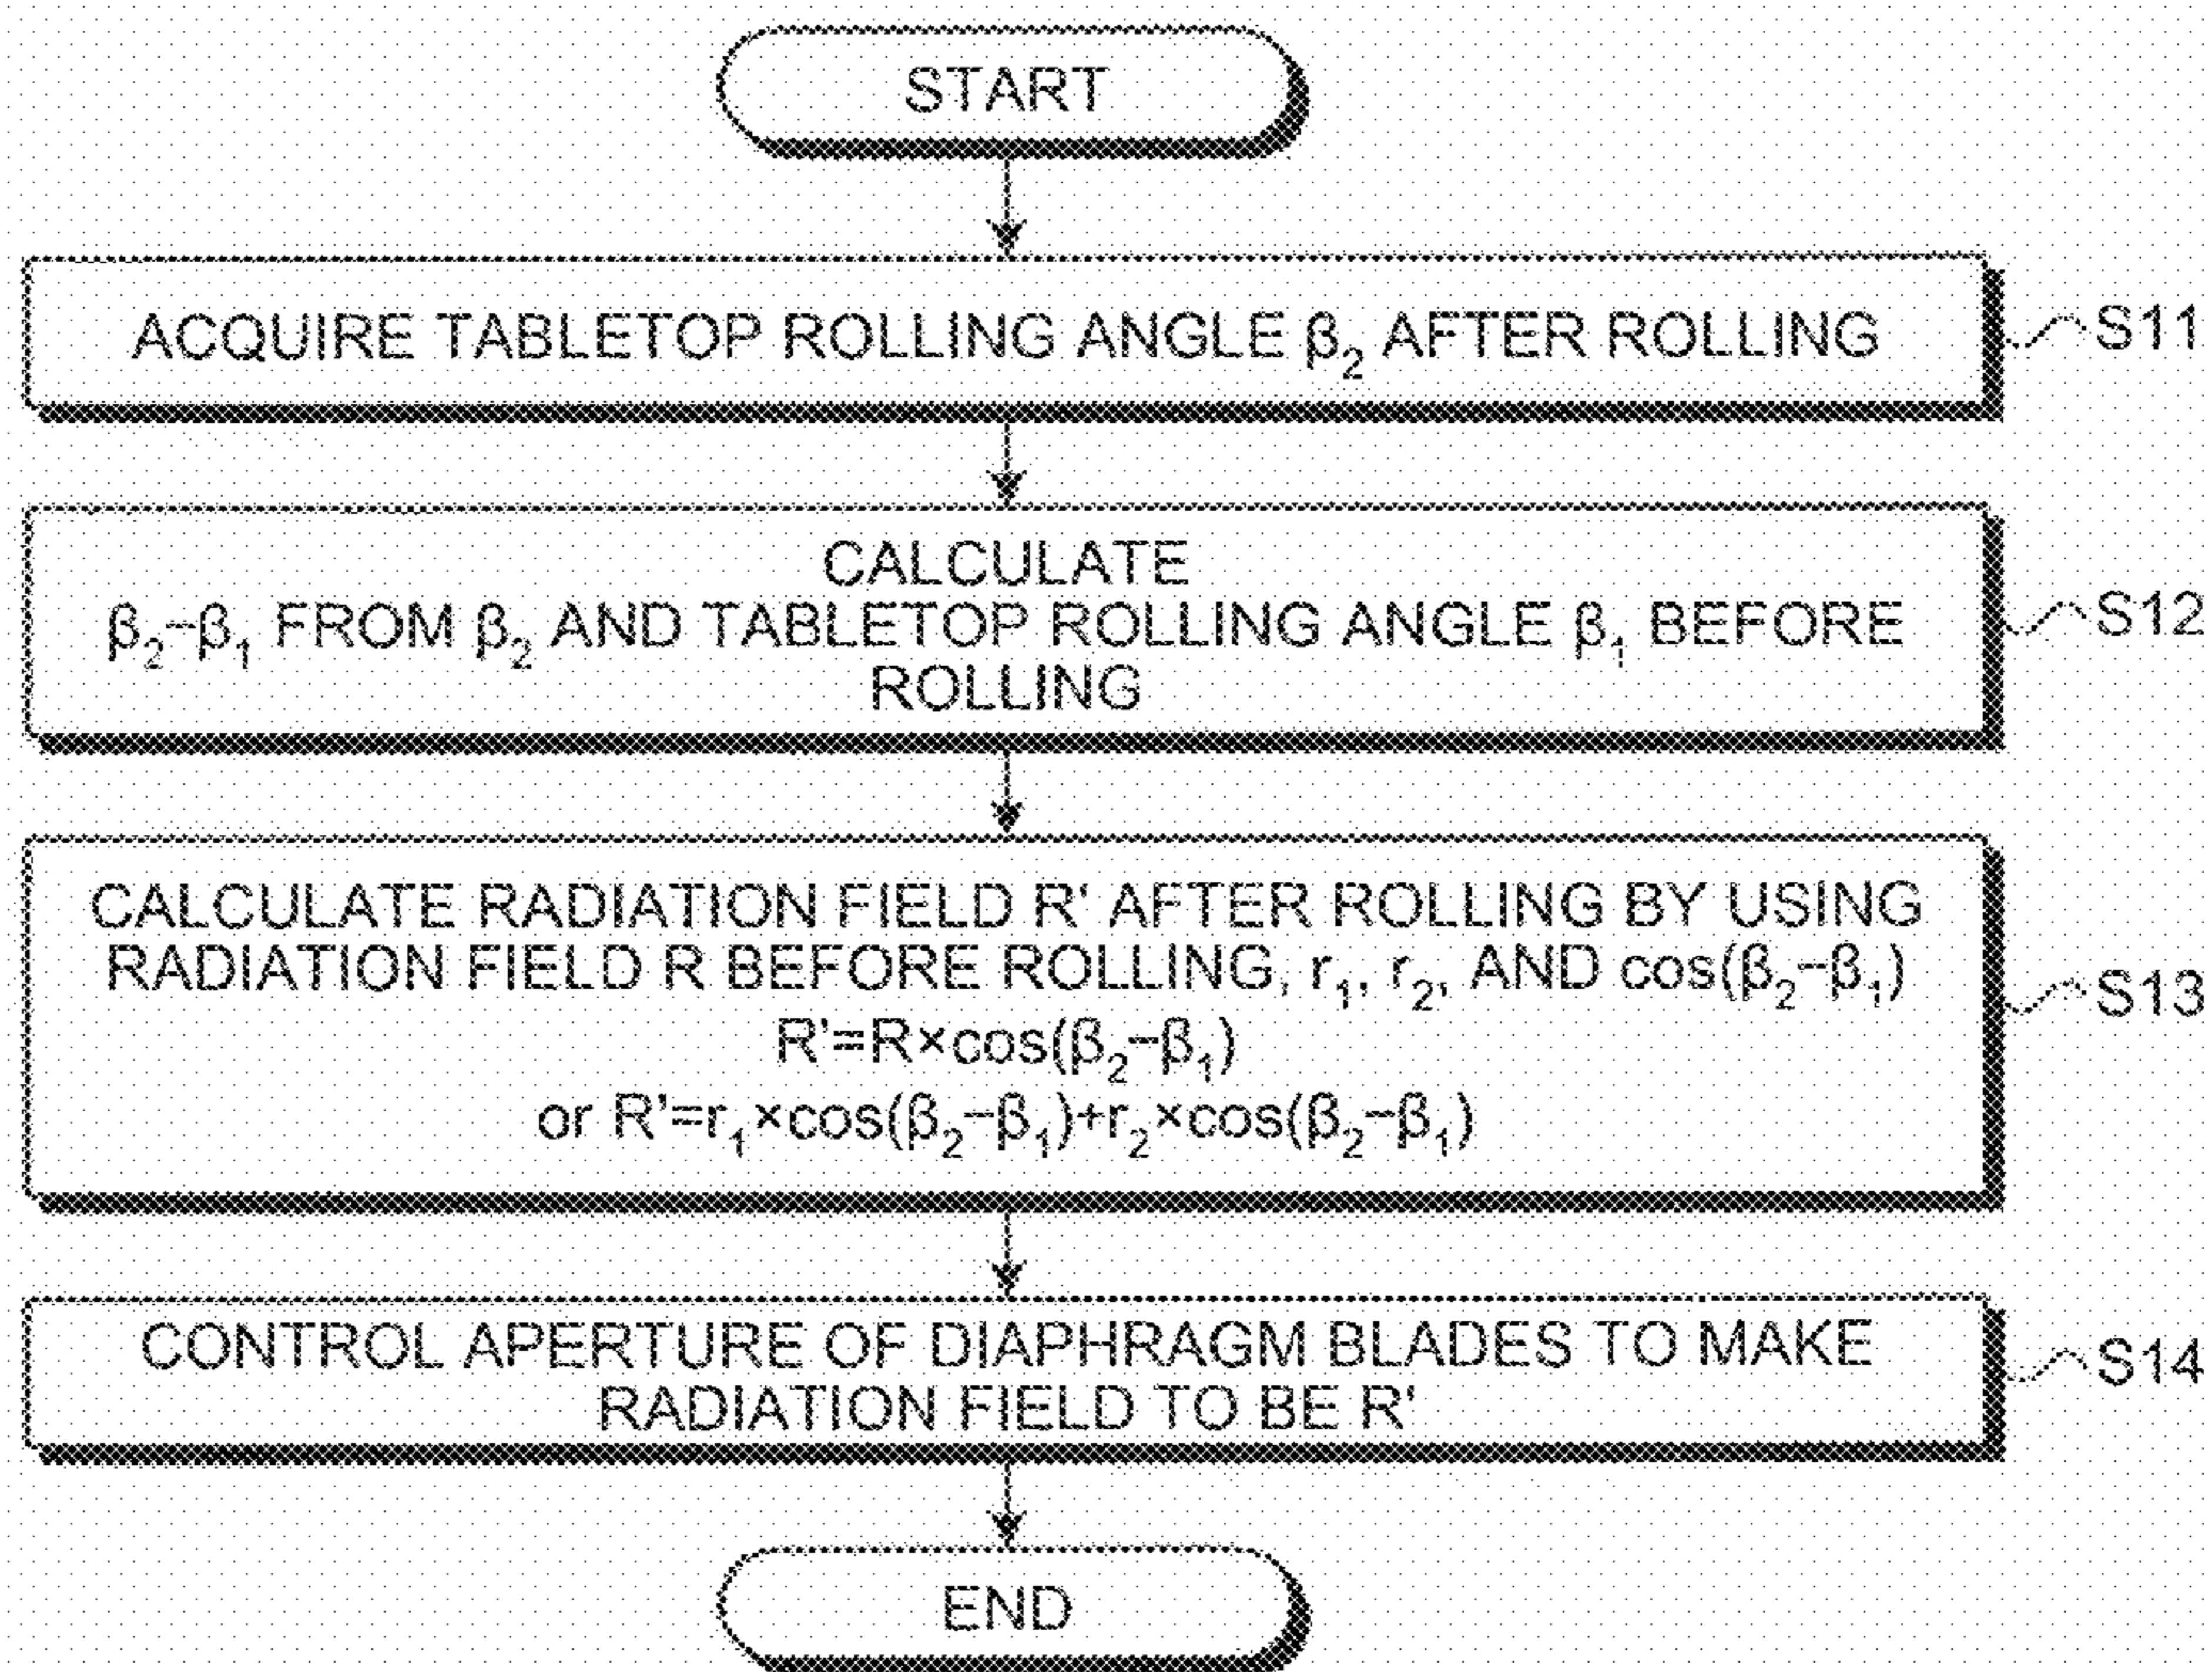 START
ACQUIRE TABLETOP ROLLING ANGLE β₂ AFTER ROLLING
S11
CALCULATE
β₂−β₁ FROM β₂ AND TABLETOP ROLLING ANGLE β₁ BEFORE
ROLLING
S12
CALCULATE RADIATION FIELD R' AFTER ROLLING BY USING
RADIATION FIELD R BEFORE ROLLING, r₁, r₂, AND cos(β₂−β₁)
R'=R×cos(β₂−β₁)
or R'=r₁×cos(β₂−β₁)+r₂×cos(β₂−β₁)
S13
CONTROL APERTURE OF DIAPHRAGM BLADES TO MAKE
RADIATION FIELD TO BE R'
S14
END